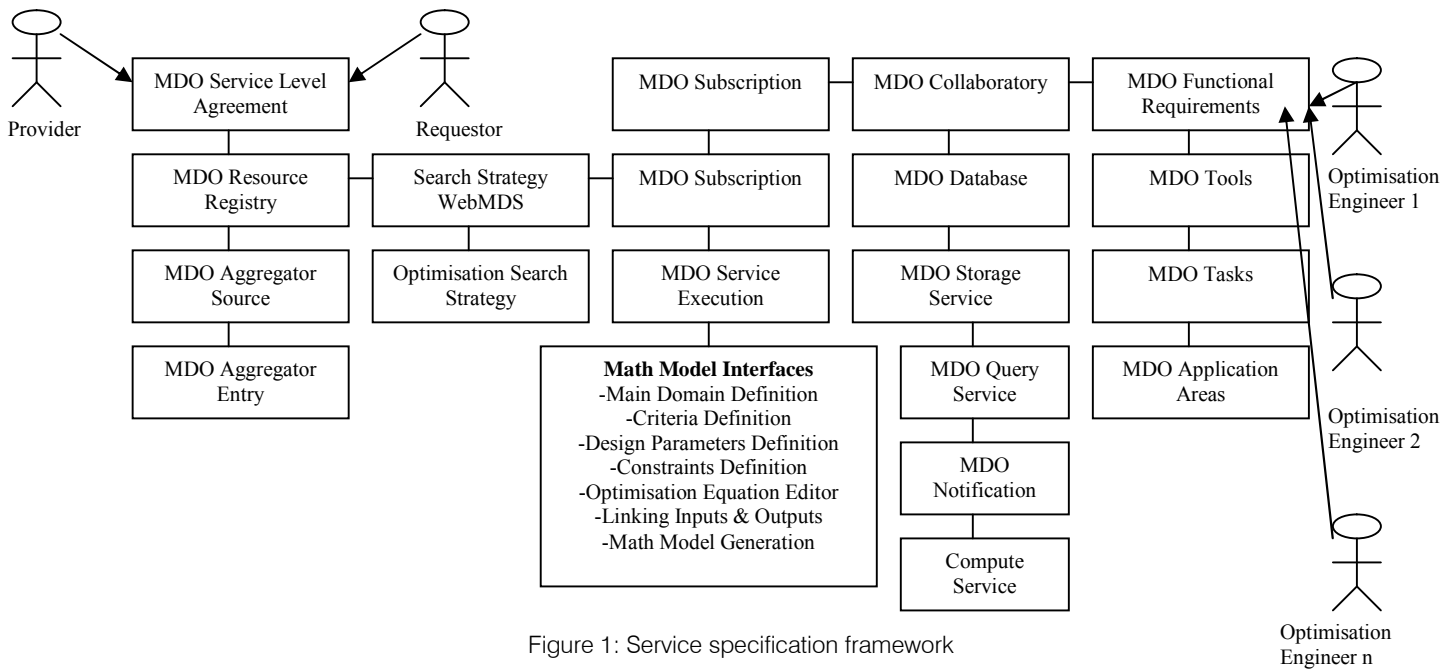 Provider
MDO Service Level
Agreement
Requestor
MDO Subscription
MDO Collaboratory
MDO Functional
Requirements
Optimisation
Engineer 1
MDO Resource
Registry
Search Strategy
WebMDS
MDO Subscription
MDO Database
MDO Tools
MDO Aggregator
Source
Optimisation Search
Strategy
MDO Service
Execution
MDO Storage
Service
MDO Tasks
Optimisation
Engineer 2
MDO Aggregator
Entry
Math Model Interfaces
-Main Domain Definition
-Criteria Definition
-Design Parameters Definition
-Constraints Definition
-Optimisation Equation Editor
-Linking Inputs & Outputs
-Math Model Generation
MDO Query
Service
MDO Application
Areas
MDO
Notification
Compute
Service
Optimisation
Engineer n
Figure 1: Service specification framework